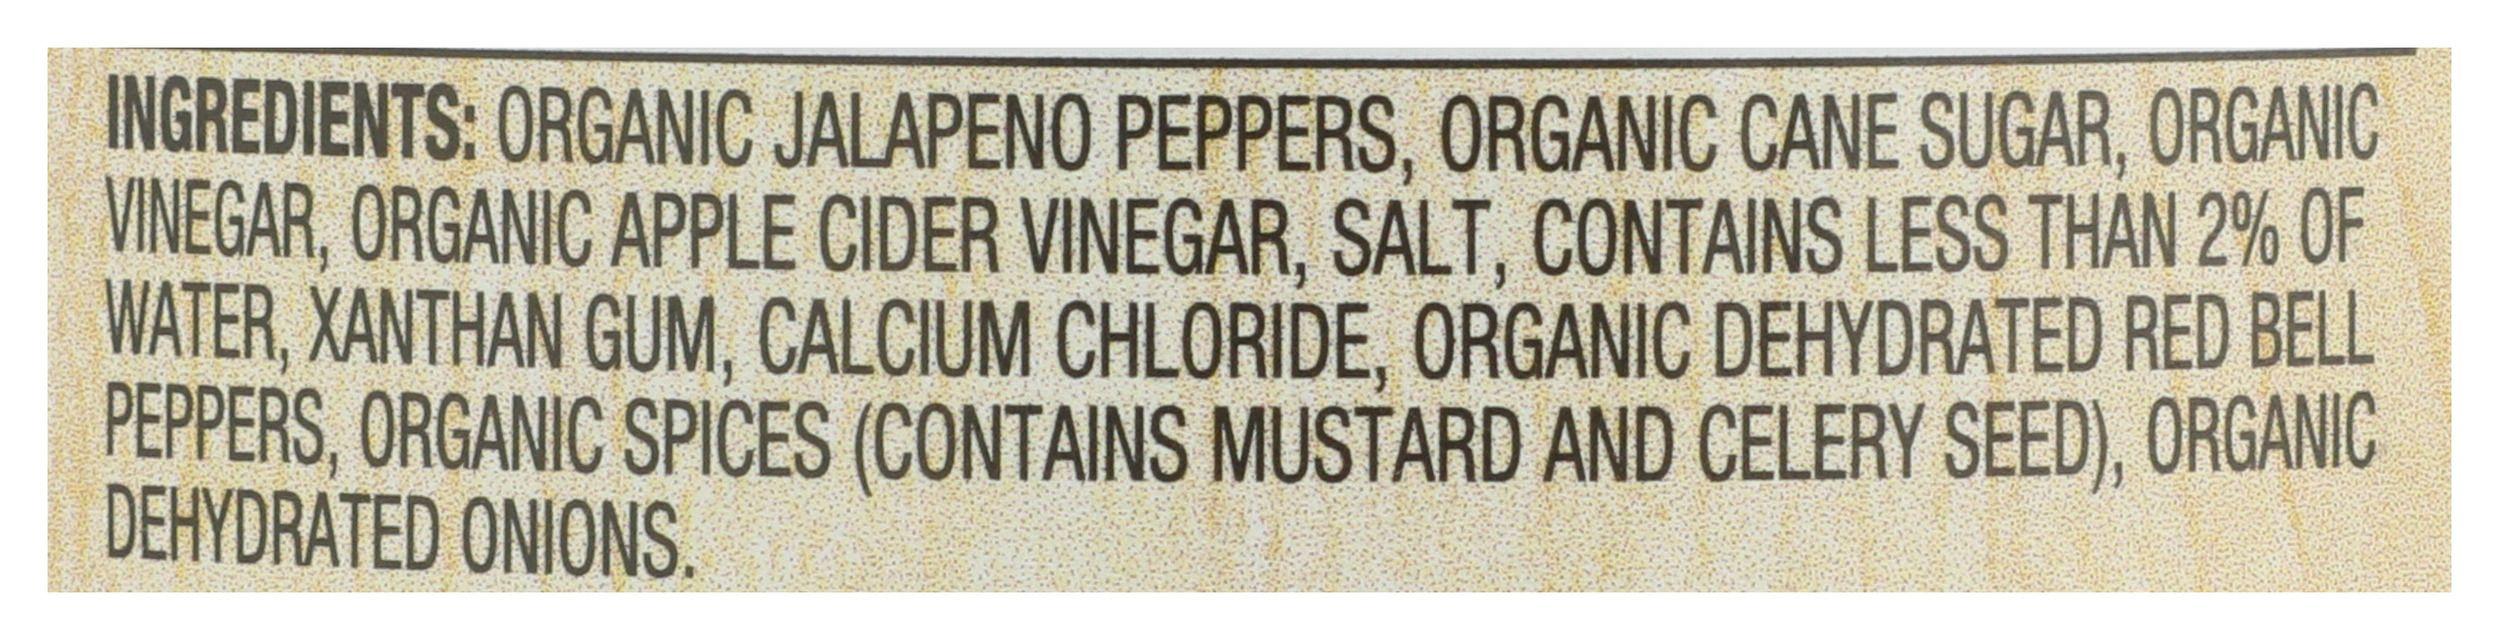 INGREDIENTS: ORGANIC JALAPENO PEPPERS, ORGANIC CANE SUGAR, ORGANIC
VINEGAR, ORGANIC APPLE CIDER VINEGAR, SALT, CONTAINS LESS THAN 2% OF
WATER, XANTHAN GUM, CALCIUM CHLORIDE, ORGANIC DEHYDRATED RED BELL
PEPPERS, ORGANIC SPICES (CONTAINS MUSTARD AND CELERY SEED), ORGANIC
DEHYDRATED ONIONS.